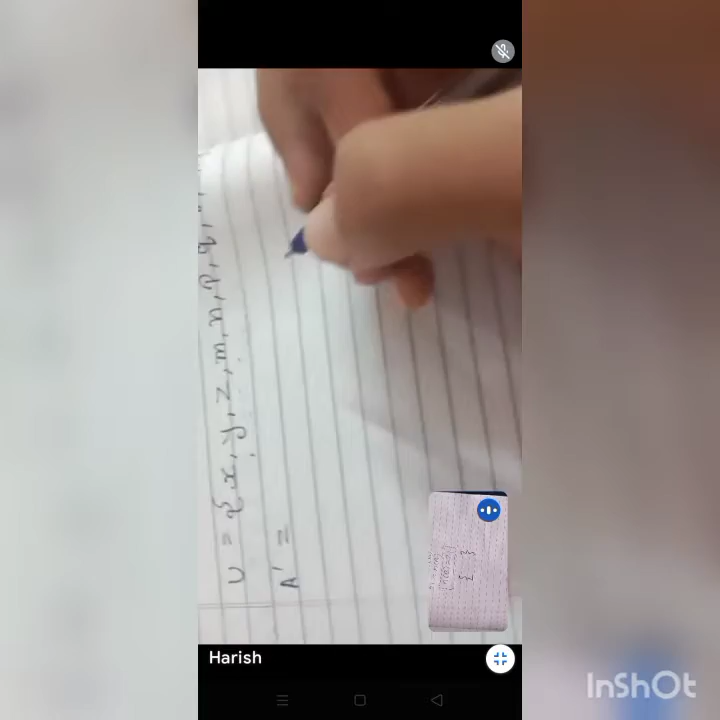 U = {x, y, z, m, n, p, q,
A' =
{ }
Harish
InShOt